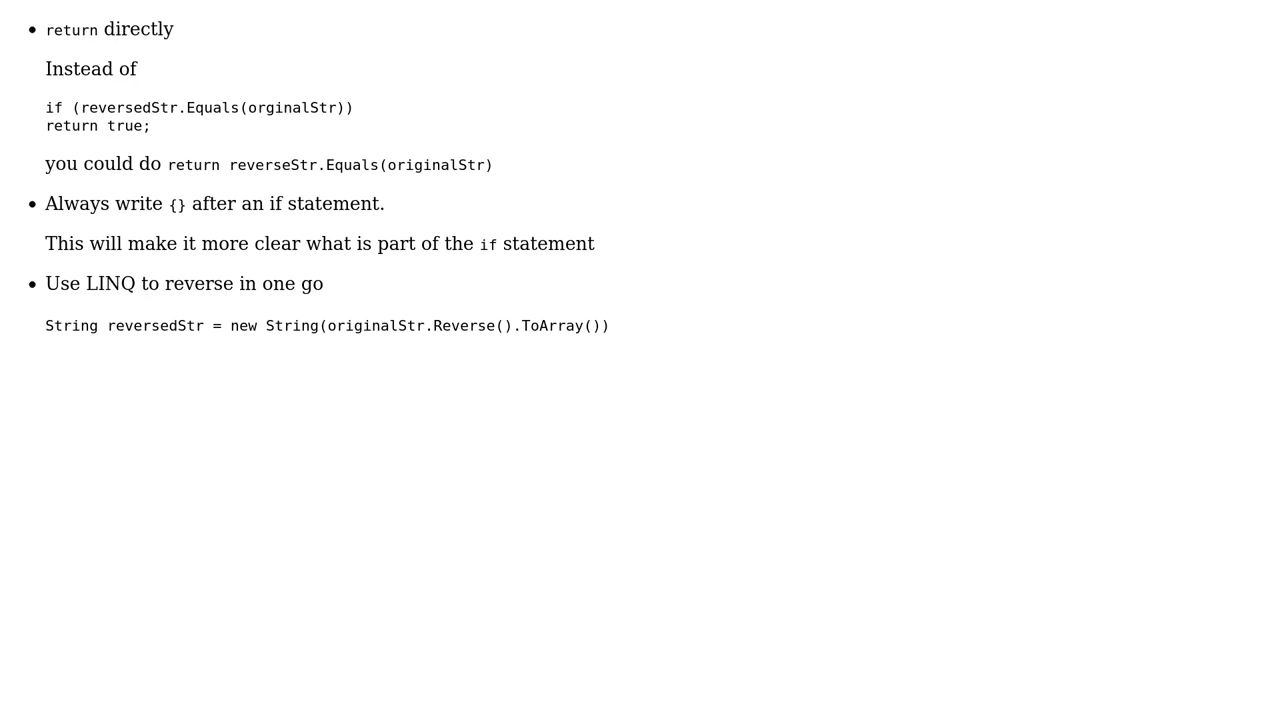 return directly
Instead of
if (reversedStr.Equals(orginalStr))
return true;
you could do return reverseStr.Equals(originalStr)
Always write {} after an if statement.
This will make it more clear what is part of the if statement
Use LINQ to reverse in one go
String reversedStr = new String(originalStr.Reverse().ToArray())